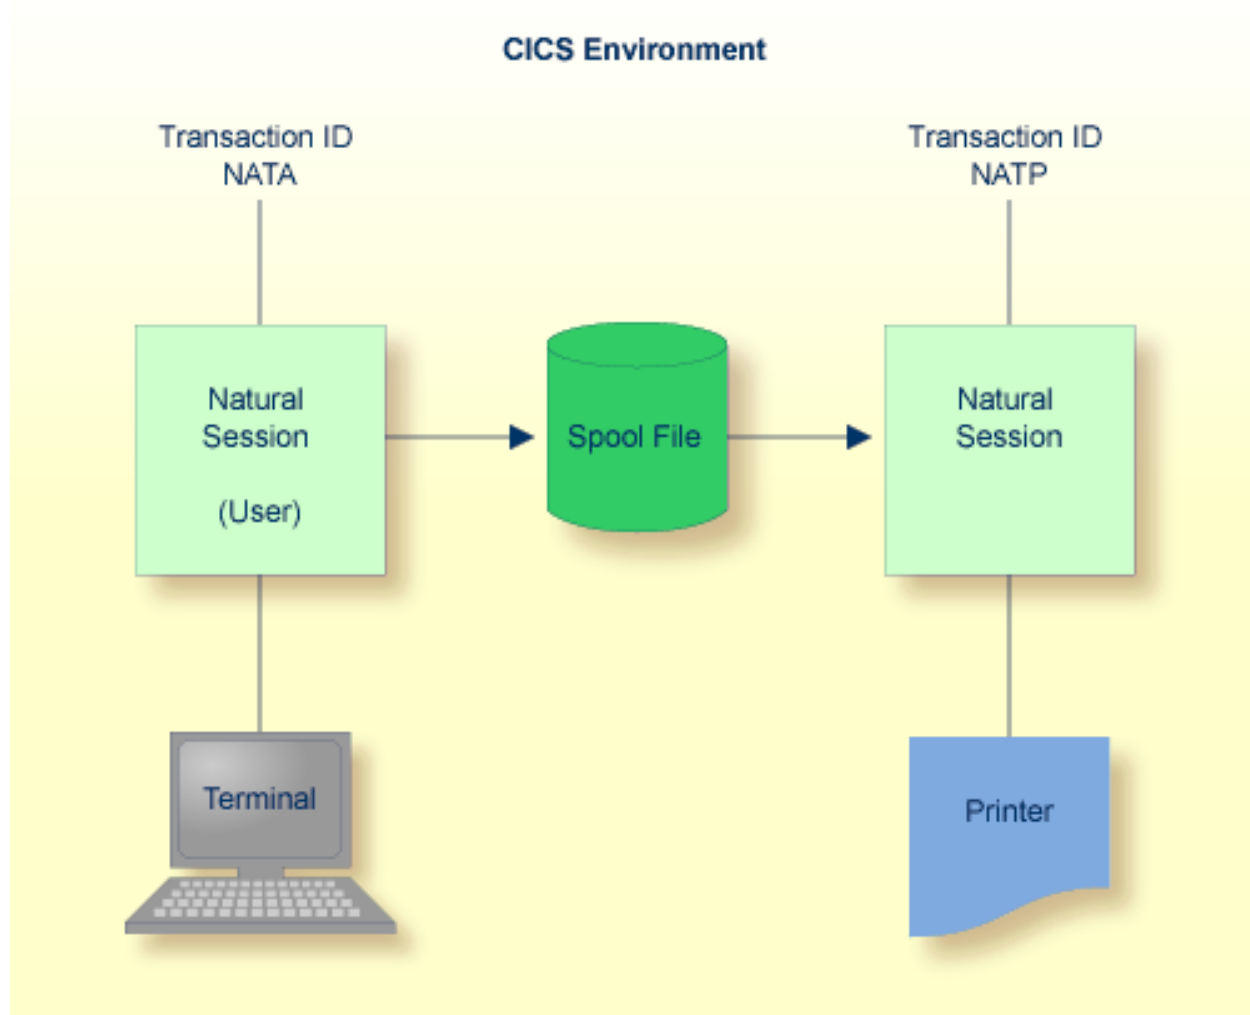 CICS Environment
Transaction ID
NATA
Transaction ID
NATP
Natural
Session
(User)
Spool File
Natural
Session
Terminal
Printer